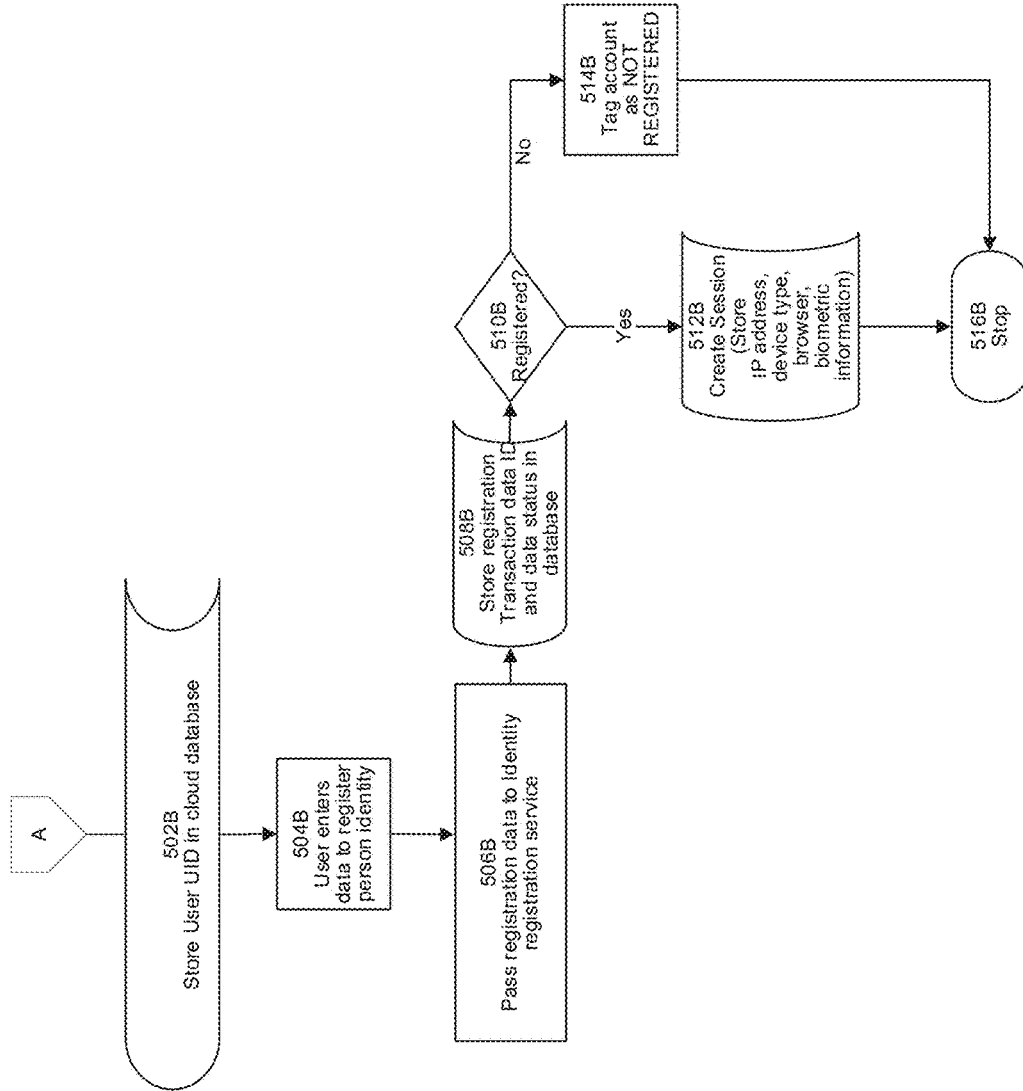 A
502B
Store User UID in cloud database
504B
User enters
data to register
person identity
506B
Pass registration data to Identity
registration service
508B
Store registration
Transaction data ID
and data status in
database
510B
Registered?
No
514B
Tag account
as NOT
REGISTERED
Yes
512B
Create Session
(Store
IP address,
device type,
browser,
biometric
information)
516B
Stop